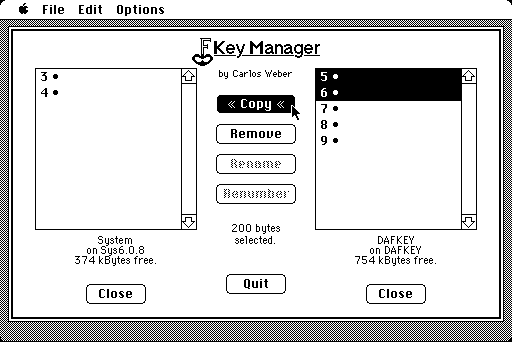 File Edit Options
FKey Manager
by Carlos Weber
3 •
4 •
« Copy «
Remove
Rename
Renumber
200 bytes
selected.
Quit
5 •
6 •
7 •
8 •
9 •
System
on Sys6.0.8
374 kBytes free.
Close
DAFKEY
on DAFKEY
754 kBytes free.
Close